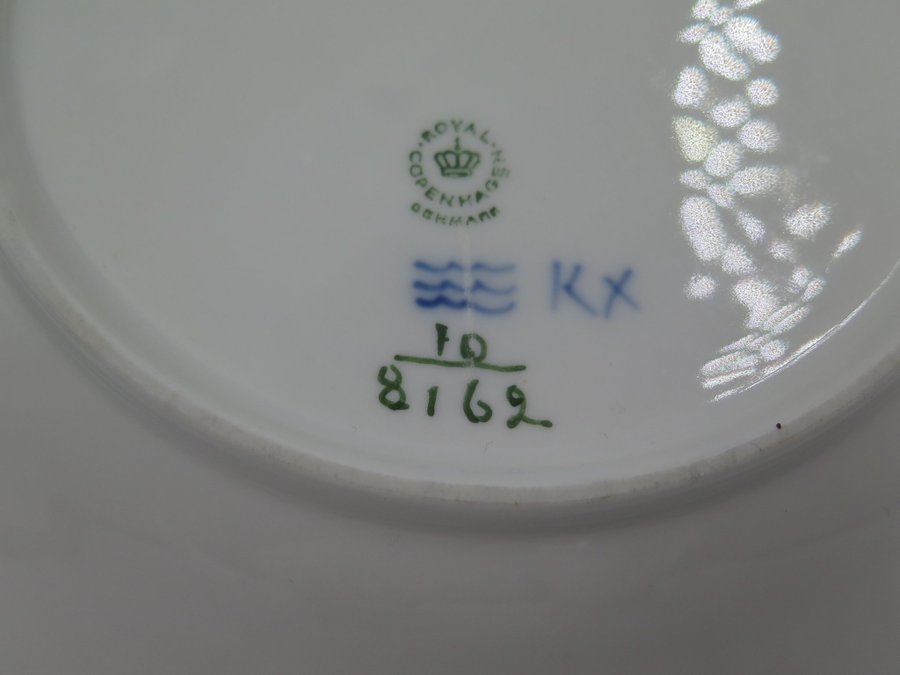 ROYAL
COPENHAGEN
DENMARK
KX
10
8162